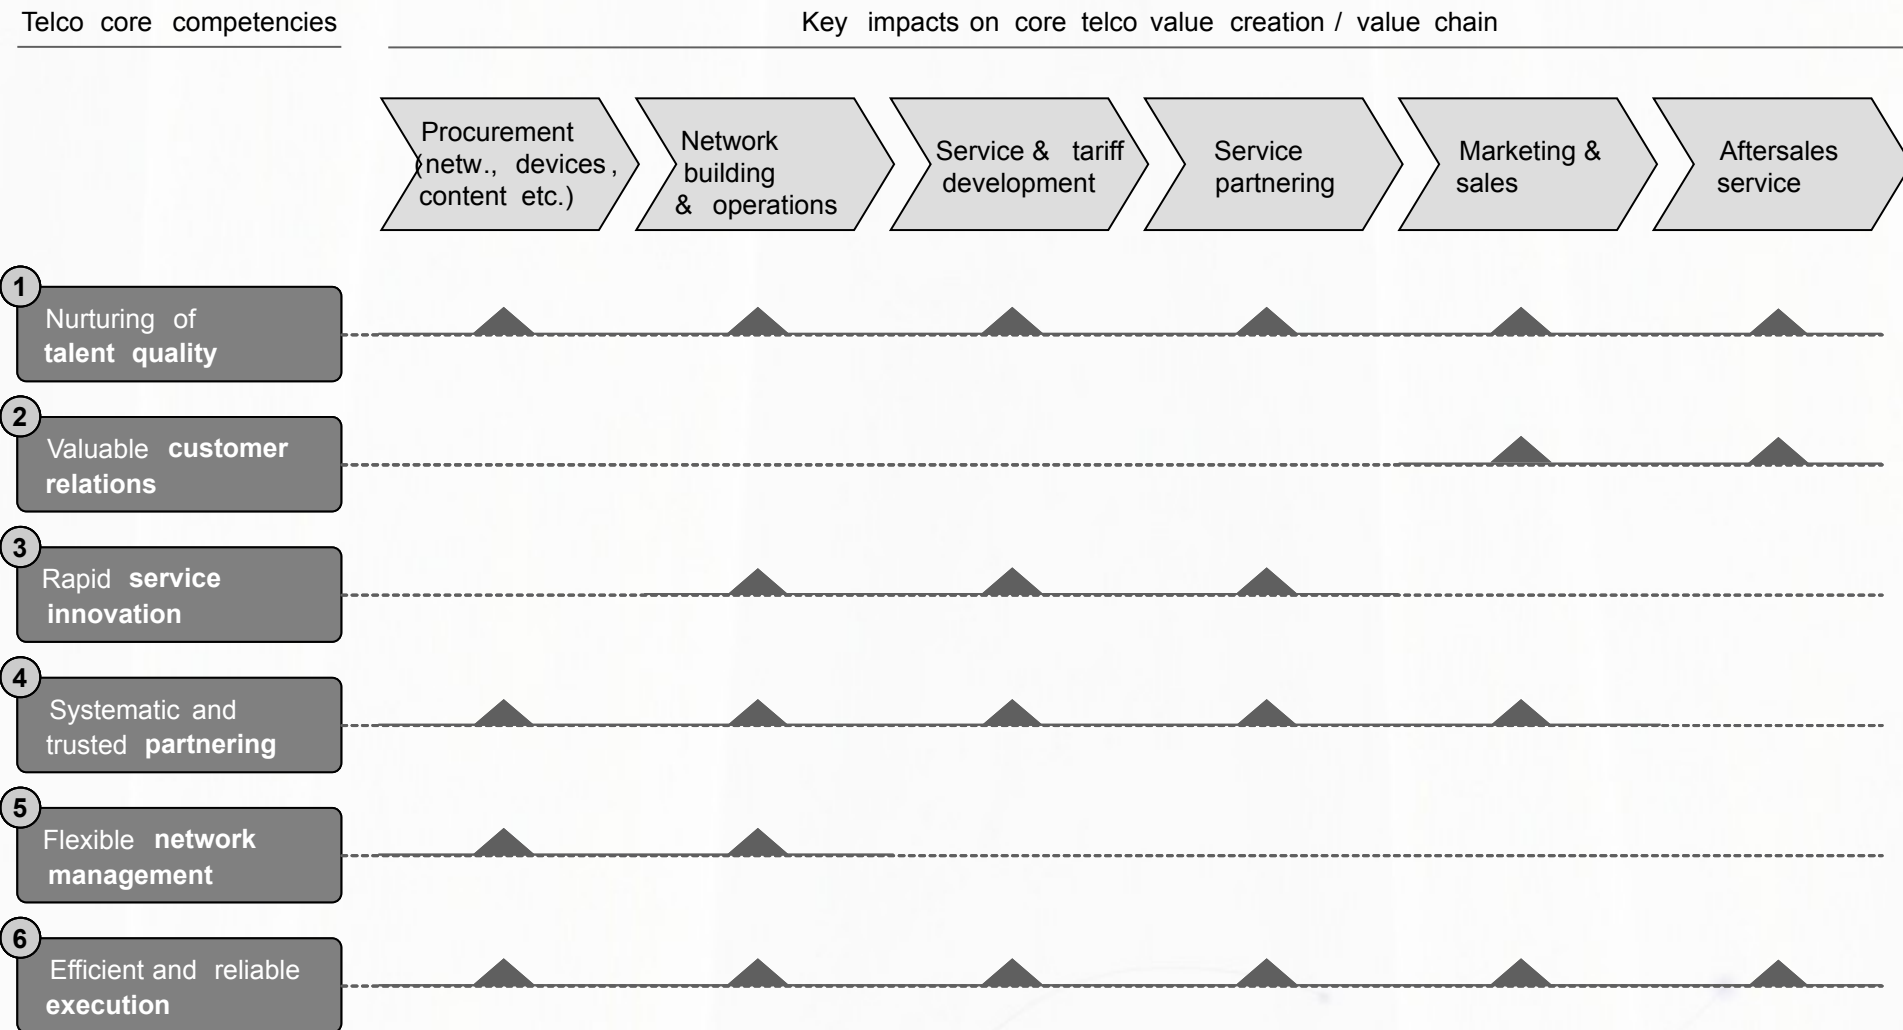 Telco core competencies
Key impacts on core telco value creation / value chain
Procurement
(netw., devices,
content etc.)
Network
building
& operations
Service & tariff
development
Service
partnering
Marketing &
sales
Aftersales
service
1
Nurturing of
talent quality
2
Valuable customer
relations
3
Rapid service
innovation
4
Systematic and
trusted partnering
5
Flexible network
management
6
Efficient and reliable
execution